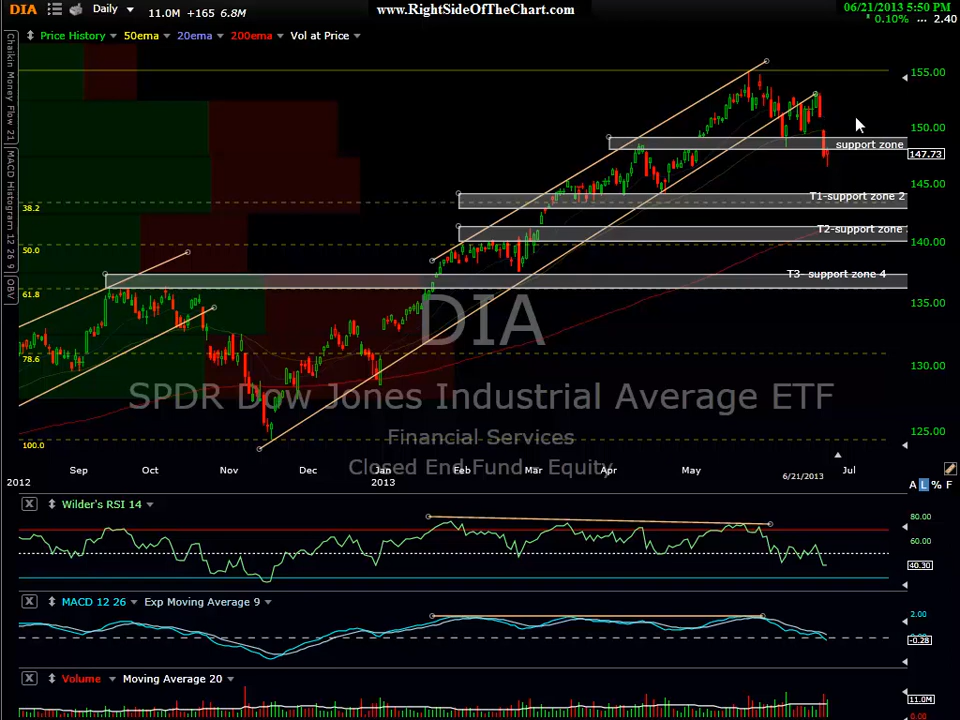 DIA Daily 11.0M +165 6.8M www.RightSideOfTheChart.com 06/21/2013 5:50 PM
0.10% ... 2.40
Price History 50ema 20ema 200ema Vol at Price
155.00
150.00
support zone
147.73
145.00
T1-support zone 2
38.2
T2-support zone
140.00
50.0
T3- support zone 4
61.8
135.00
DIA
78.6
130.00
SPDR Dow Jones Industrial Average ETF
125.00
100.0
Financial Services
Closed End Fund - Equity
Sep Oct Nov Dec Jan Feb Mar Apr May 6/21/2013 Jul
2012 2013
A L % F
Chaikin Money Flow 21
MACD Histogram 12 26 9
OBV
X Wilder's RSI 14
80.00
60.00
40.30
X MACD 12 26 Exp Moving Average 9
2.00
-0.28
X Volume Moving Average 20
11.0M
0.00